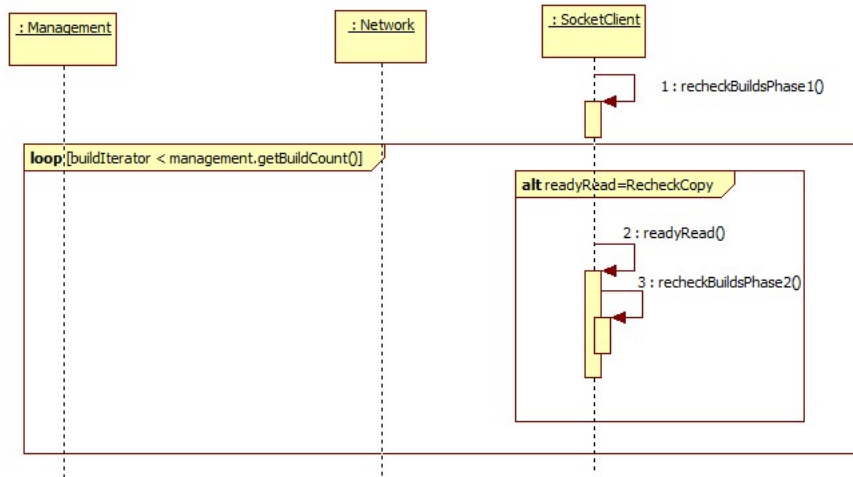 : Management
: Network
: SocketClient
1 : recheckBuildsPhase1()
loop [buildIterator < management.getBuildCount()]
alt readyRead=RecheckCopy
2 : readyRead()
3 : recheckBuildsPhase2()